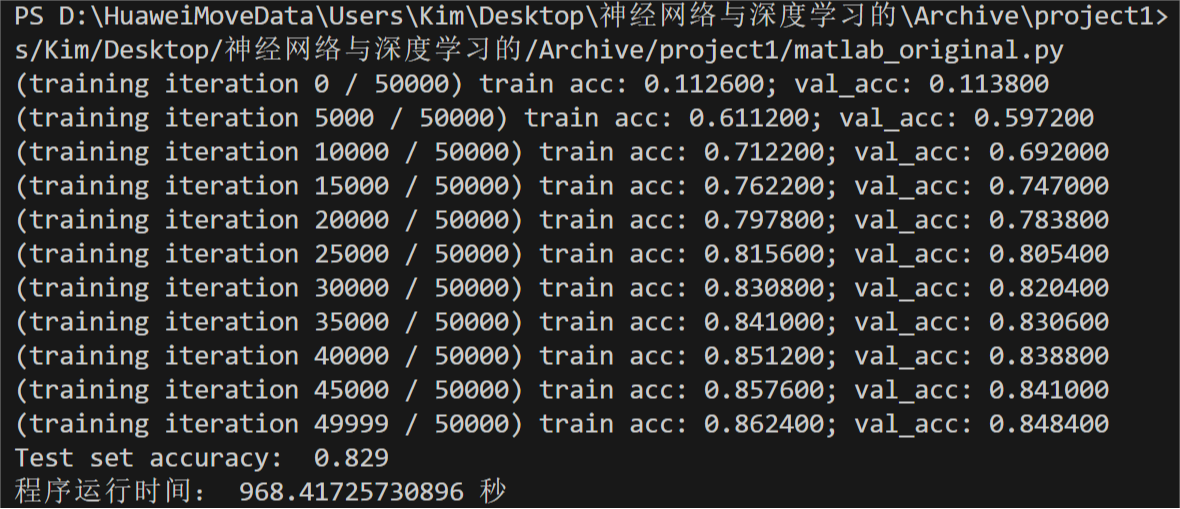 PS D:\HuaweiMoveData\Users\Kim\Desktop\神经网络与深度学习的\Archive\project1>
s/Kim/Desktop/神经网络与深度学习的/Archive/project1/matlab_original.py
(training iteration 0 / 50000) train acc: 0.112600; val_acc: 0.113800
(training iteration 5000 / 50000) train acc: 0.611200; val_acc: 0.597200
(training iteration 10000 / 50000) train acc: 0.712200; val_acc: 0.692000
(training iteration 15000 / 50000) train acc: 0.762200; val_acc: 0.747000
(training iteration 20000 / 50000) train acc: 0.797800; val_acc: 0.783800
(training iteration 25000 / 50000) train acc: 0.815600; val_acc: 0.805400
(training iteration 30000 / 50000) train acc: 0.830800; val_acc: 0.820400
(training iteration 35000 / 50000) train acc: 0.841000; val_acc: 0.830600
(training iteration 40000 / 50000) train acc: 0.851200; val_acc: 0.838800
(training iteration 45000 / 50000) train acc: 0.857600; val_acc: 0.841000
(training iteration 49999 / 50000) train acc: 0.862400; val_acc: 0.848400
Test set accuracy:  0.829
程序运行时间： 968.41725730896 秒